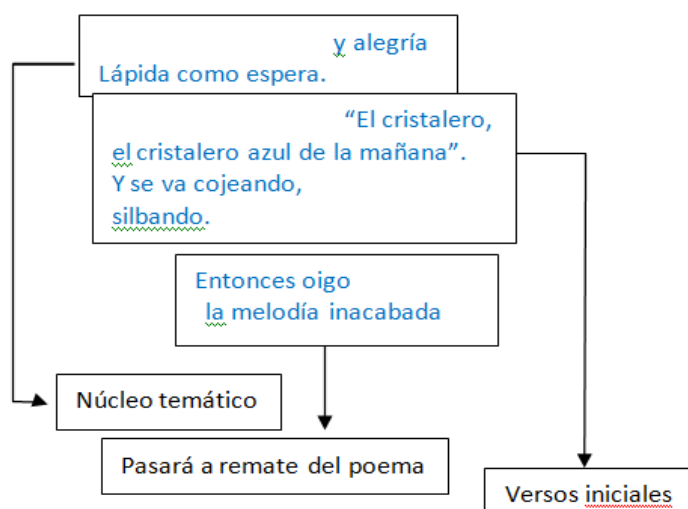 y alegría
Lápida como espera.
“El cristalero,
el cristalero azul de la mañana”.
Y se va cojeando,
silbando.
Entonces oigo
la melodía inacabada
Núcleo temático
Pasará a remate del poema
Versos iniciales